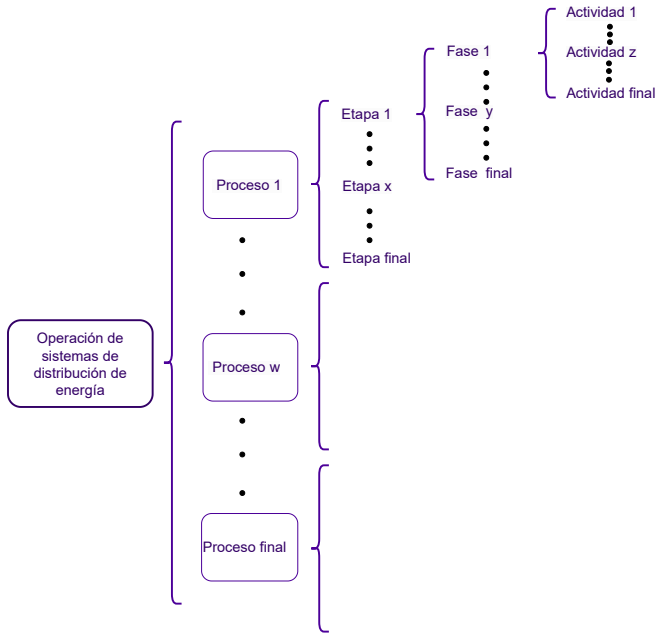 Operación de
sistemas de
distribución de
energía
Proceso 1
Proceso w
Proceso final
Etapa 1
Etapa x
Etapa final
Fase 1
Fase y
Fase final
Actividad 1
Actividad z
Actividad final